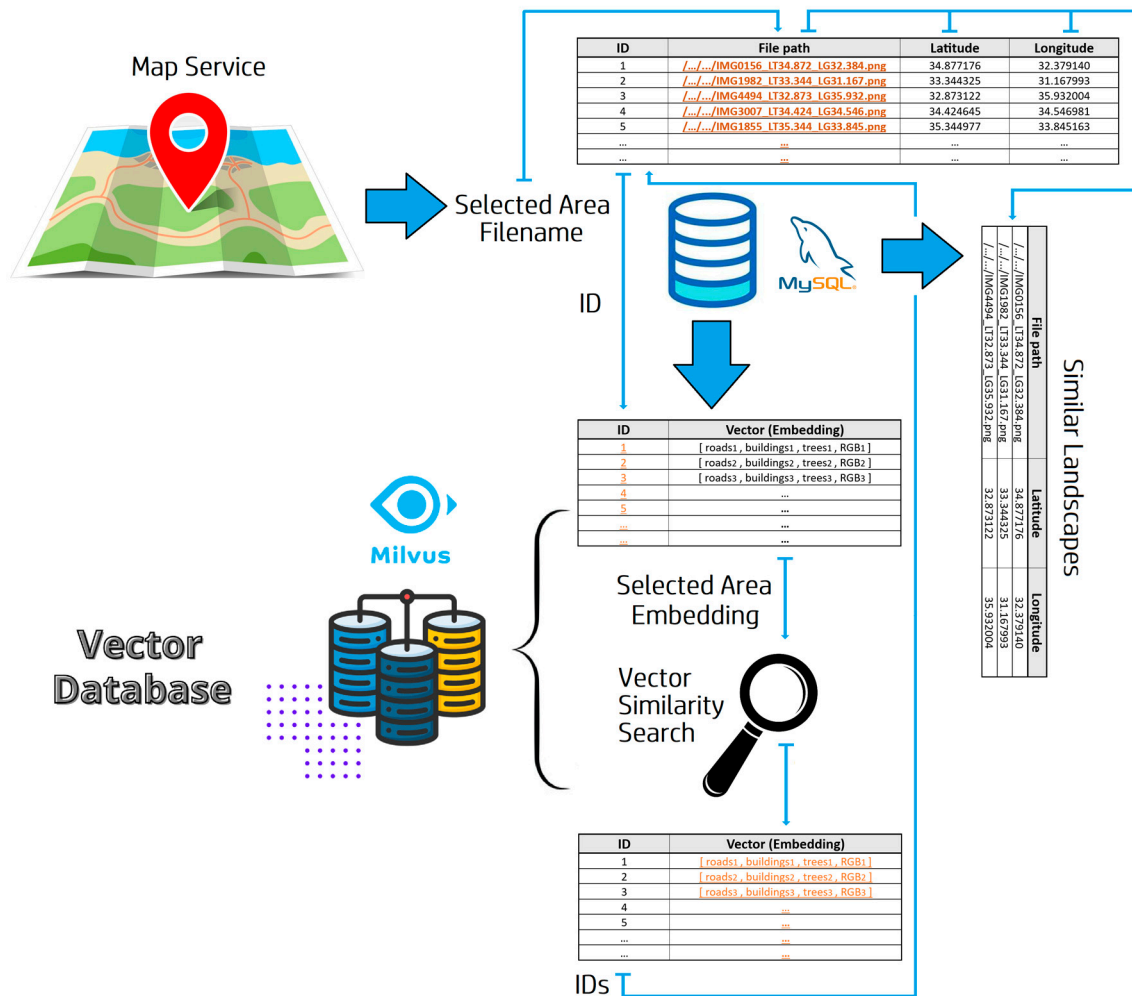 ID File path Latitude Longitude
1 /.../.../IMG0156_LT34.872_LG32.384.png 34.877176 32.379140
2 /.../.../IMG1982_LT33.344_LG31.167.png 33.344325 31.167993
3 /.../.../IMG4494_LT32.873_LG35.932.png 32.873122 35.932004
4 /.../.../IMG3007_LT34.424_LG34.546.png 34.424645 34.546981
5 /.../.../IMG1855_LT35.344_LG33.845.png 35.344977 33.845163
... ... ... ...
... ... ... ...
Map Service
Selected Area
Filename
MySQL®
ID
File path Latitude Longitude
/.../.../IMG0156_LT34.872_LG32.384.png 34.877176 32.379140
/.../.../IMG1982_LT33.344_LG31.167.png 33.344325 31.167993
/.../.../IMG4494_LT32.873_LG35.932.png 32.873122 35.932004
Similar Landscapes
ID Vector (Embedding)
1 [ roads1 , buildings1 , trees1 , RGB1 ]
2 [ roads2 , buildings2 , trees2 , RGB2 ]
3 [ roads3 , buildings3 , trees3 , RGB3 ]
4 ...
5 ...
... ...
... ...
Milvus
Selected Area
Embedding
Vector
Database
Vector
Similarity
Search
ID Vector (Embedding)
1 [ roads1 , buildings1 , trees1 , RGB1 ]
2 [ roads2 , buildings2 , trees2 , RGB2 ]
3 [ roads3 , buildings3 , trees3 , RGB3 ]
4 ...
5 ...
... ...
... ...
IDs